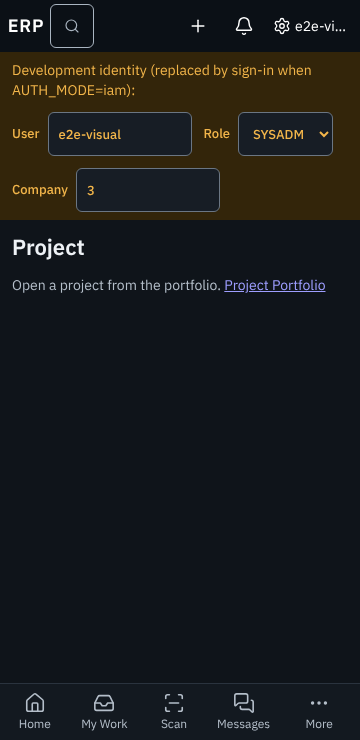 ERP
e2e-vi...
Development identity (replaced by sign-in when
AUTH_MODE=iam):
User e2e-visual Role SYSADM
Company 3
Project
Open a project from the portfolio. Project Portfolio
Home My Work Scan Messages More